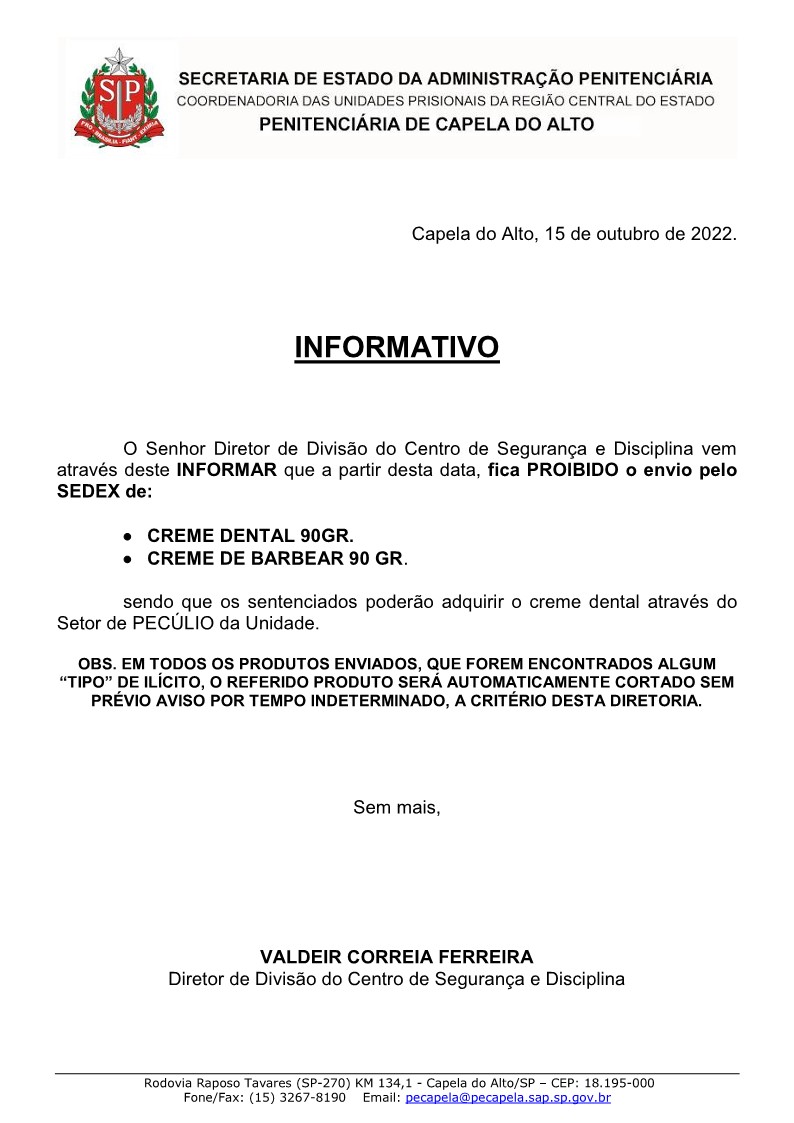 SP
PRO BRASILIA FIANT EXIMIA
SECRETARIA DE ESTADO DA ADMINISTRAÇÃO PENITENCIÁRIA
COORDENADORIA DAS UNIDADES PRISIONAIS DA REGIÃO CENTRAL DO ESTADO
PENITENCIÁRIA DE CAPELA DO ALTO
Capela do Alto, 15 de outubro de 2022.
INFORMATIVO
O Senhor Diretor de Divisão do Centro de Segurança e Disciplina vem
através deste INFORMAR que a partir desta data, fica PROIBIDO o envio pelo
SEDEX de:
• CREME DENTAL 90GR.
• CREME DE BARBEAR 90 GR.
sendo que os sentenciados poderão adquirir o creme dental através do
Setor de PECÚLIO da Unidade.
OBS. EM TODOS OS PRODUTOS ENVIADOS, QUE FOREM ENCONTRADOS ALGUM
“TIPO” DE ILÍCITO, O REFERIDO PRODUTO SERÁ AUTOMATICAMENTE CORTADO SEM
PRÉVIO AVISO POR TEMPO INDETERMINADO, A CRITÉRIO DESTA DIRETORIA.
Sem mais,
VALDEIR CORREIA FERREIRA
Diretor de Divisão do Centro de Segurança e Disciplina
Rodovia Raposo Tavares (SP-270) KM 134,1 - Capela do Alto/SP – CEP: 18.195-000
Fone/Fax: (15) 3267-8190 Email: pecapela@pecapela.sap.sp.gov.br